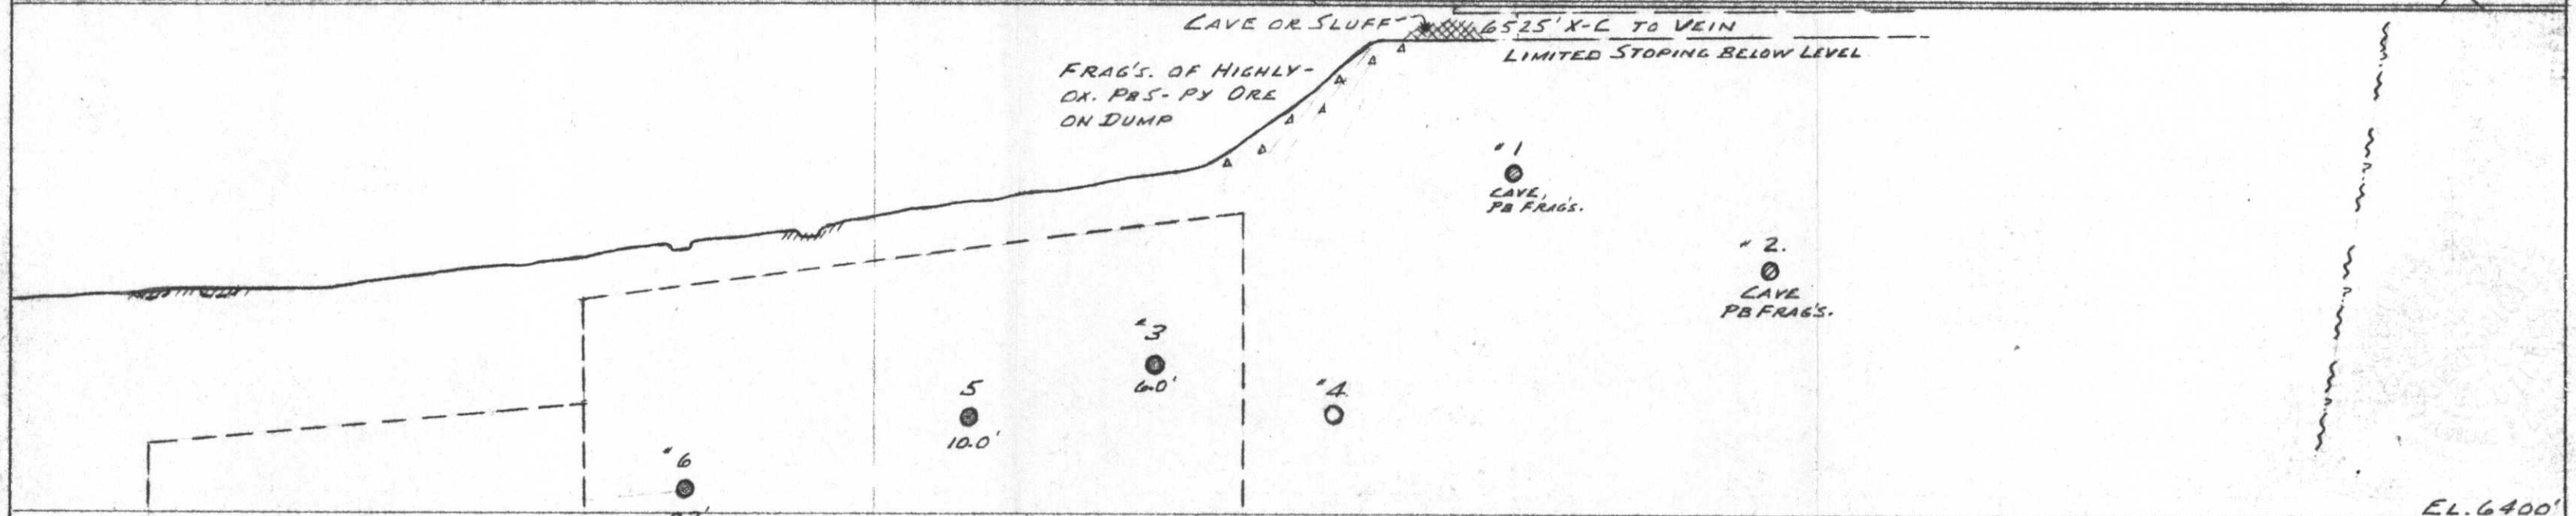 CAVE OR SLUFF
6525' X-C TO VEIN
LIMITED STOPING BELOW LEVEL
FRAG'S. OF HIGHLY-
OX. PBS-PY ORE
ON DUMP
"1
CAVE,
PB FRAG'S.
"2.
CAVE
PB FRAG'S.
"3
6.0'
"4
5
10.0'
"6
?
?
?
?
EL. 6400'